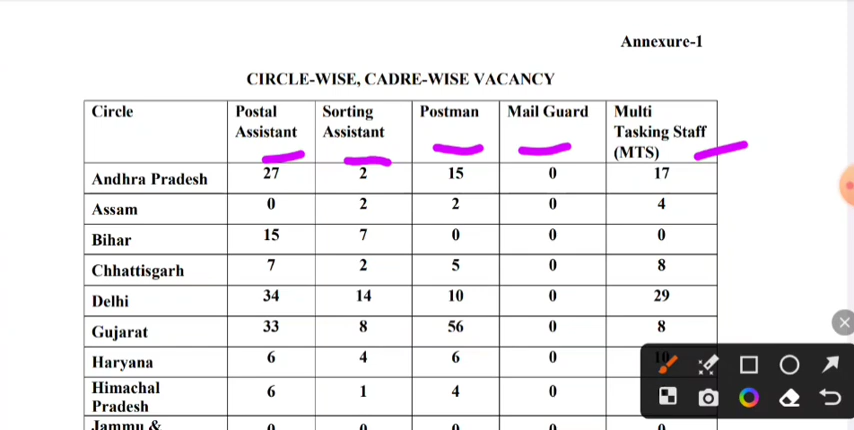 Annexure-1
CIRCLE-WISE, CADRE-WISE VACANCY
Circle Postal Assistant Sorting Assistant Postman Mail Guard Multi Tasking Staff (MTS)
Andhra Pradesh 27 2 15 0 17
Assam 0 2 2 0 4
Bihar 15 7 0 0 0
Chhattisgarh 7 2 5 0 8
Delhi 34 14 10 0 29
Gujarat 33 8 56 0 8
Haryana 6 4 6 0 10
Himachal Pradesh 6 1 4 0
Jammu & 0 0 0 0 0